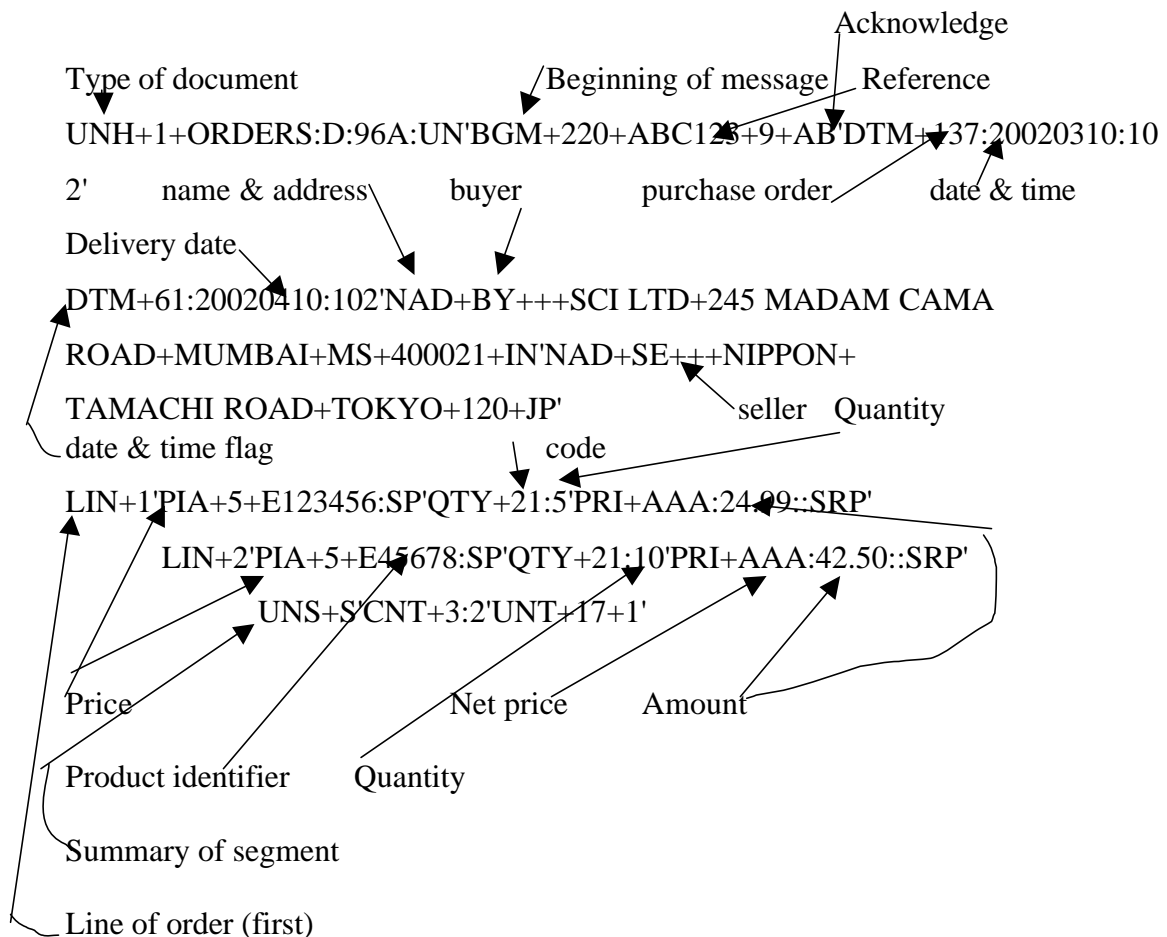 Acknowledge
Type of document Beginning of message Reference
UNH+1+ORDERS:D:96A:UN'BGM+220+ABC123+9+AB'DTM+137:20020310:10
2' name & address buyer purchase order date & time
Delivery date
DTM+61:20020410:102'NAD+BY+++SCI LTD+245 MADAM CAMA
ROAD+MUMBAI+MS+400021+IN'NAD+SE+++NIPPON+
TAMACHI ROAD+TOKYO+120+JP' seller Quantity
date & time flag code
LIN+1'PIA+5+E123456:SP'QTY+21:5'PRI+AAA:24.99::SRP'
LIN+2'PIA+5+E45678:SP'QTY+21:10'PRI+AAA:42.50::SRP'
UNS+S'CNT+3:2'UNT+17+1'
Price Net price Amount
Product identifier Quantity
Summary of segment
Line of order (first)